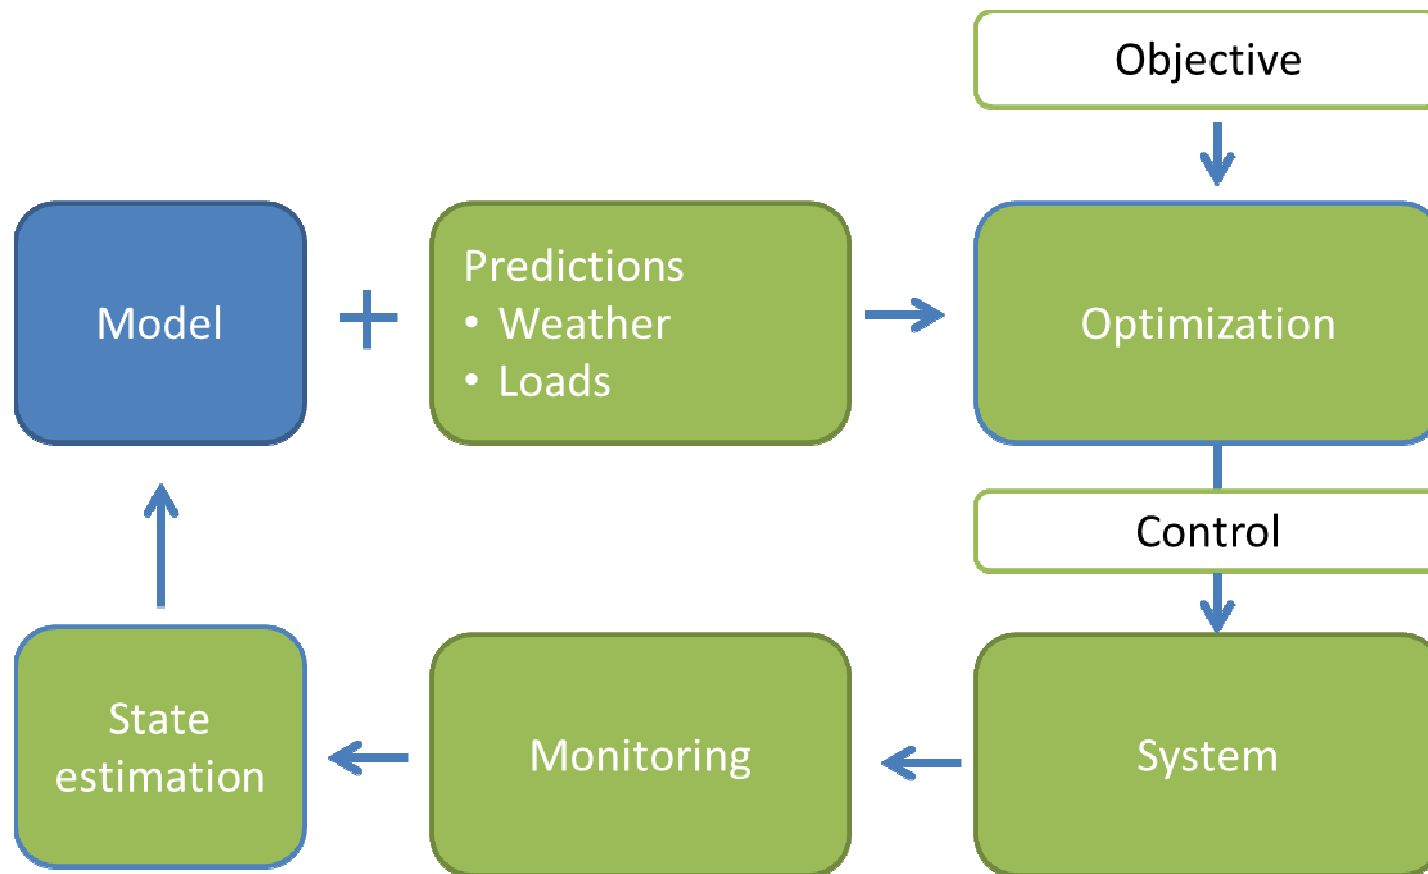 Objective
Model
+
Predictions
• Weather
• Loads
Optimization
Control
State
estimation
Monitoring
System